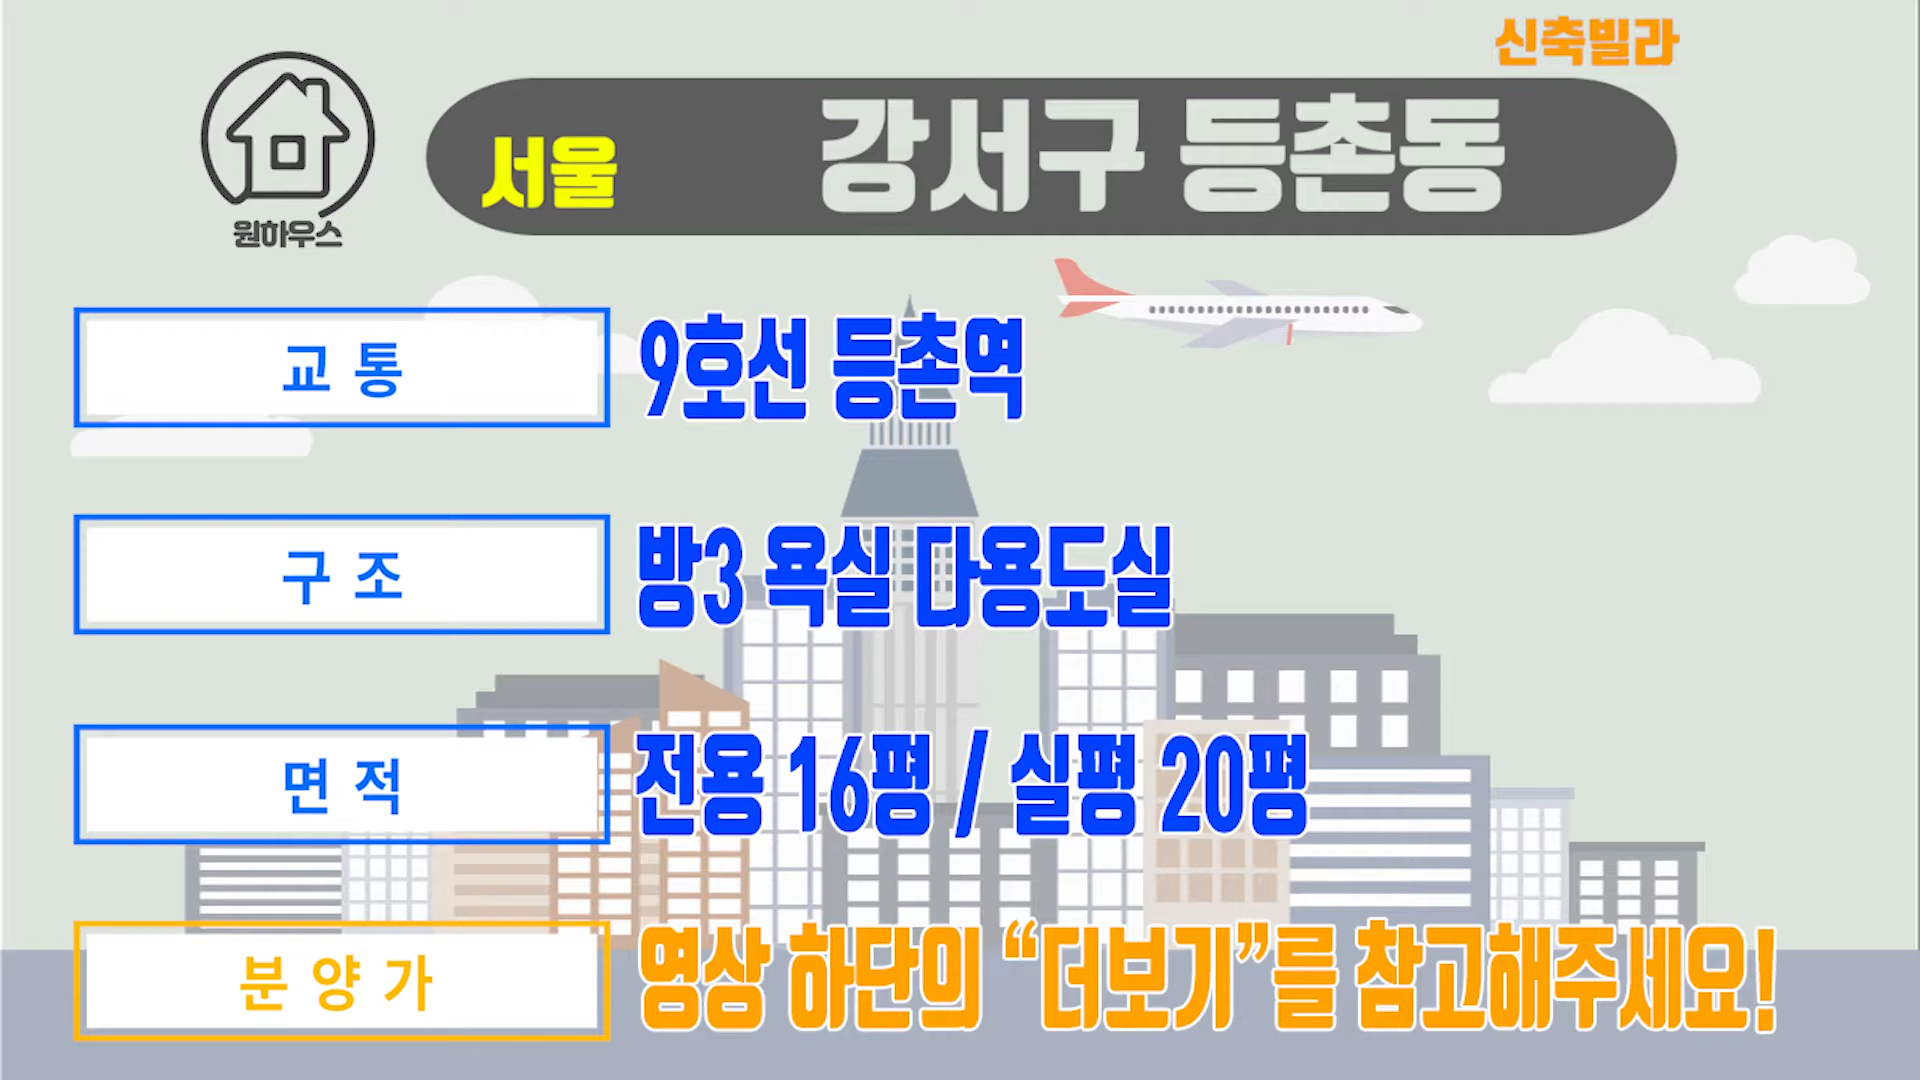 신축빌라
원하우스
서울 강서구 등촌동
교통 9호선 등촌역
구조 방3 욕실 다용도실
면적 전용 16평 / 실평 20평
분양가 영상 하단의 “더보기”를 참고해주세요!